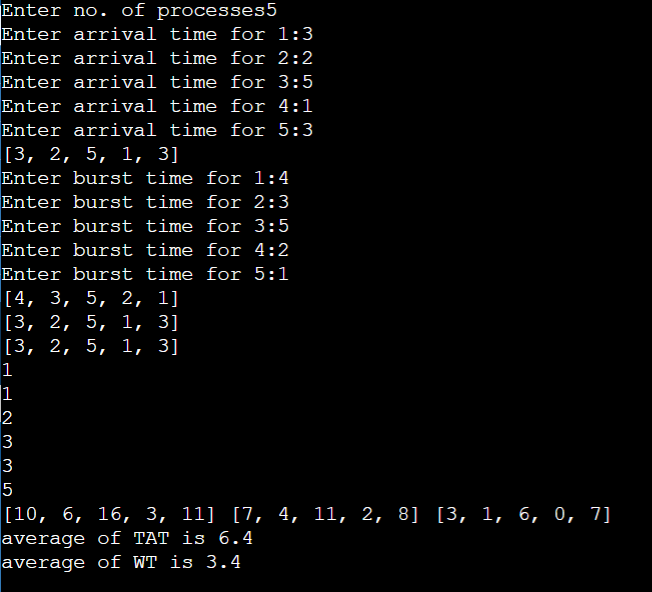 Enter no. of processes5
Enter arrival time for 1:3
Enter arrival time for 2:2
Enter arrival time for 3:5
Enter arrival time for 4:1
Enter arrival time for 5:3
[3, 2, 5, 1, 3]
Enter burst time for 1:4
Enter burst time for 2:3
Enter burst time for 3:5
Enter burst time for 4:2
Enter burst time for 5:1
[4, 3, 5, 2, 1]
[3, 2, 5, 1, 3]
[3, 2, 5, 1, 3]
1
1
2
3
3
5
[10, 6, 16, 3, 11] [7, 4, 11, 2, 8] [3, 1, 6, 0, 7]
average of TAT is 6.4
average of WT is 3.4